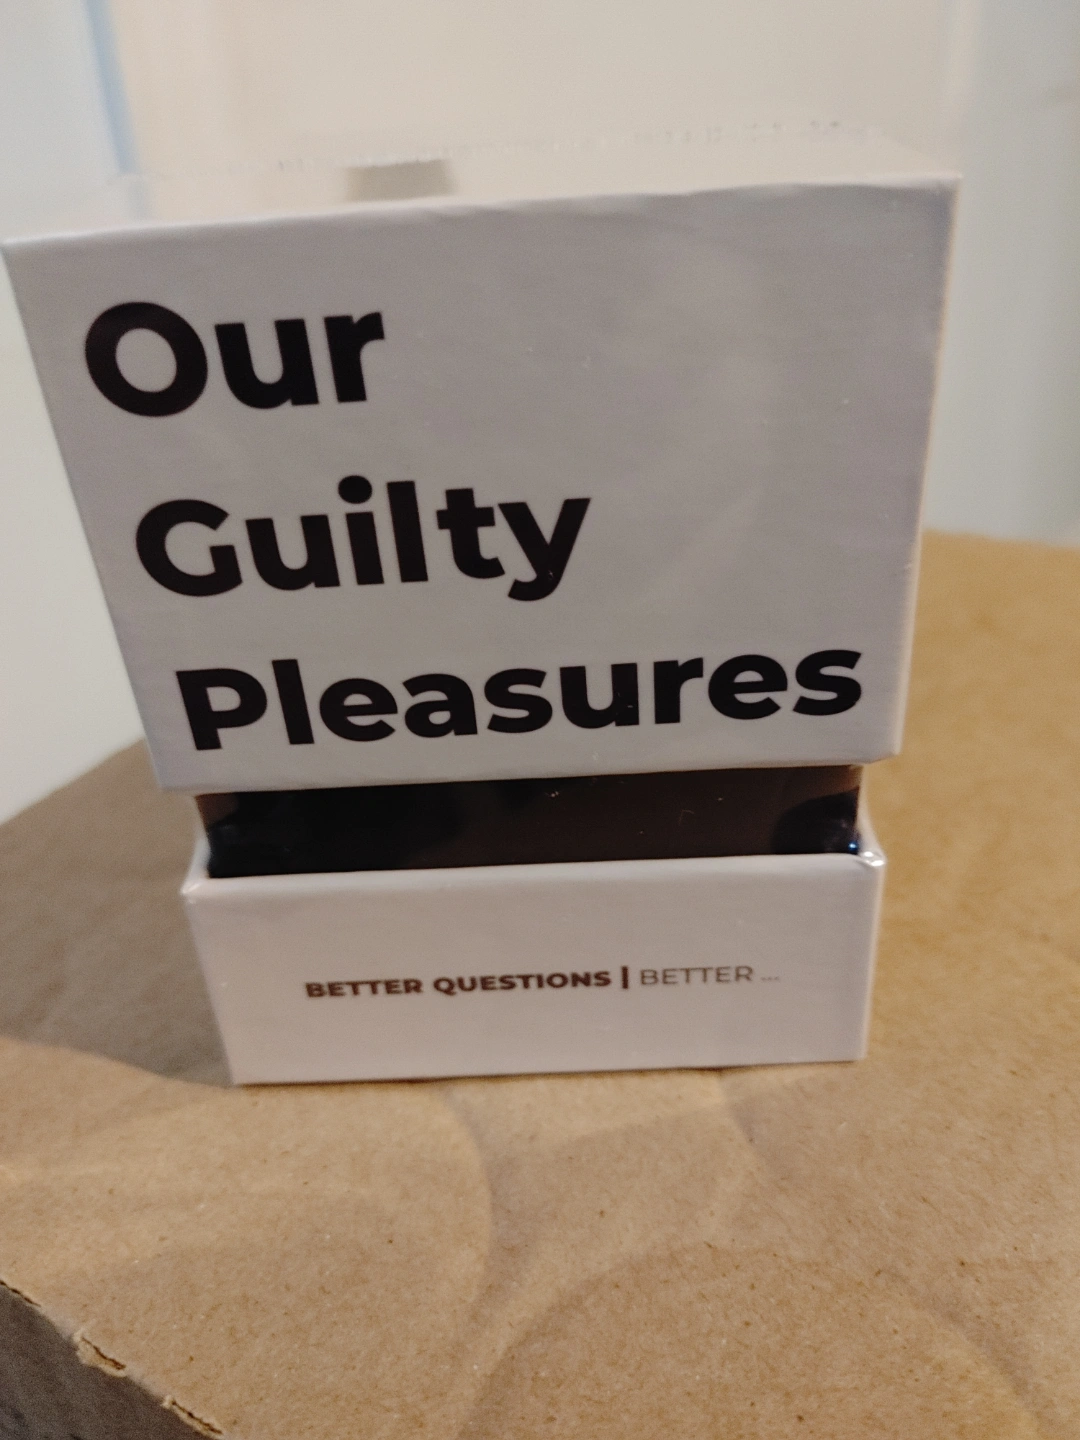 Our
Guilty
Pleasures
BETTER QUESTIONS | BETTER ...